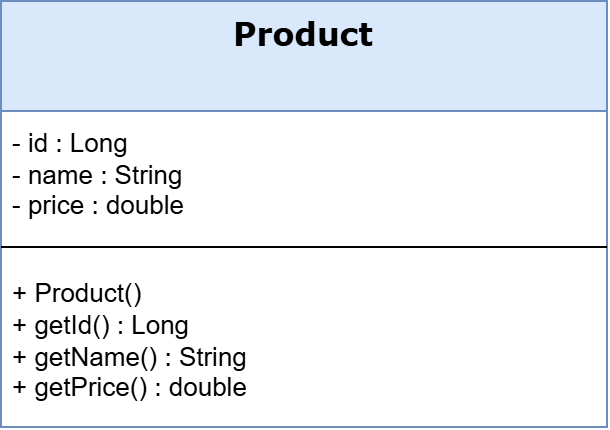 Product
- id : Long
- name : String
- price : double
+ Product()
+ getId() : Long
+ getName() : String
+ getPrice() : double